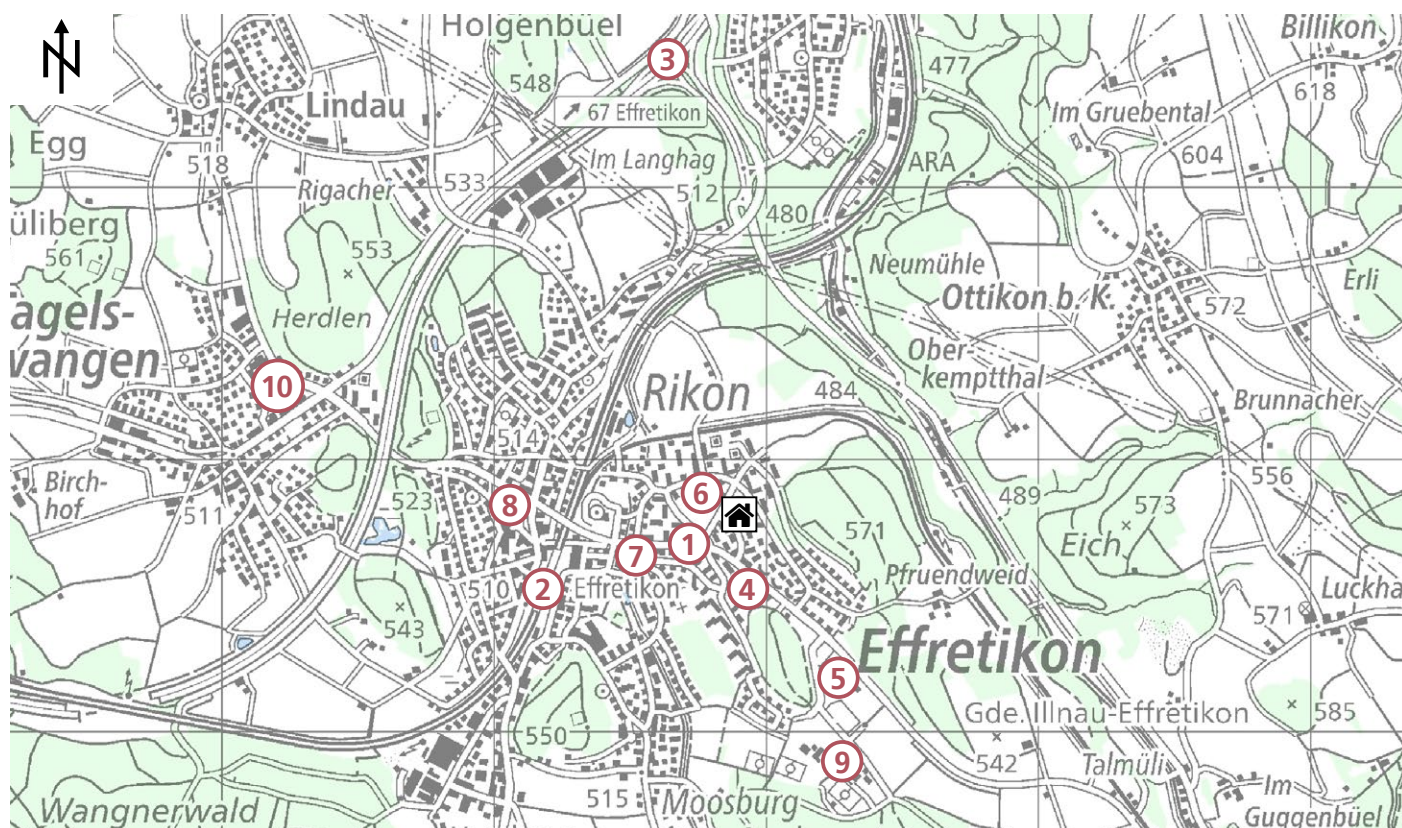 N
Holgenbüel
Billikon
3
548
477
618
67 Effretikon
Lindau
Im Gruebental
Egg
604
518
Im Langhag
ARA
Rigacher
533
512
480
üliberg
561
553
Neumühle
Erli
agels-
wangen
Herdlen
Ottikon b. K.
572
Ober-
kemptthal
10
Rikon
484
Brunnacher
514
Birch-
hof
523
6
489
556
8
573
511
1
571
Eich
7
Pfruendweid
510
2
Effretikon
4
Luckha
571
543
Effretikon
5
Gde. Illnau-Effretikon
585
550
542
9
Talmüli
515
Moosburg
Im
Guggenbüel
Wangnerwald